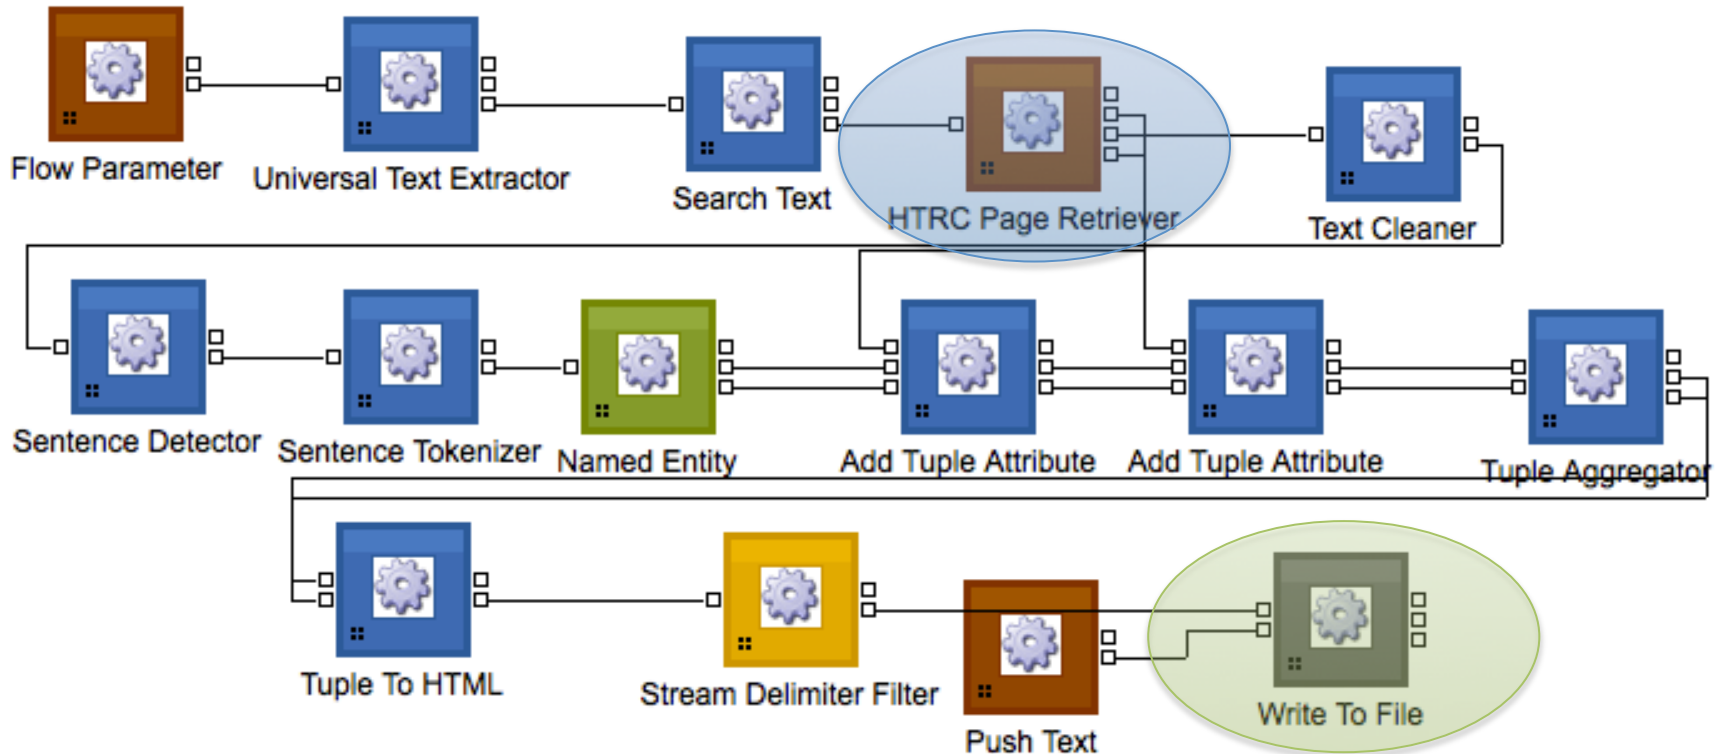 Flow Parameter
Universal Text Extractor
Search Text
HTRC Page Retriever
Text Cleaner
Sentence Detector
Sentence Tokenizer
Named Entity
Add Tuple Attribute
Add Tuple Attribute
Tuple Aggregator
Tuple To HTML
Stream Delimiter Filter
Push Text
Write To File